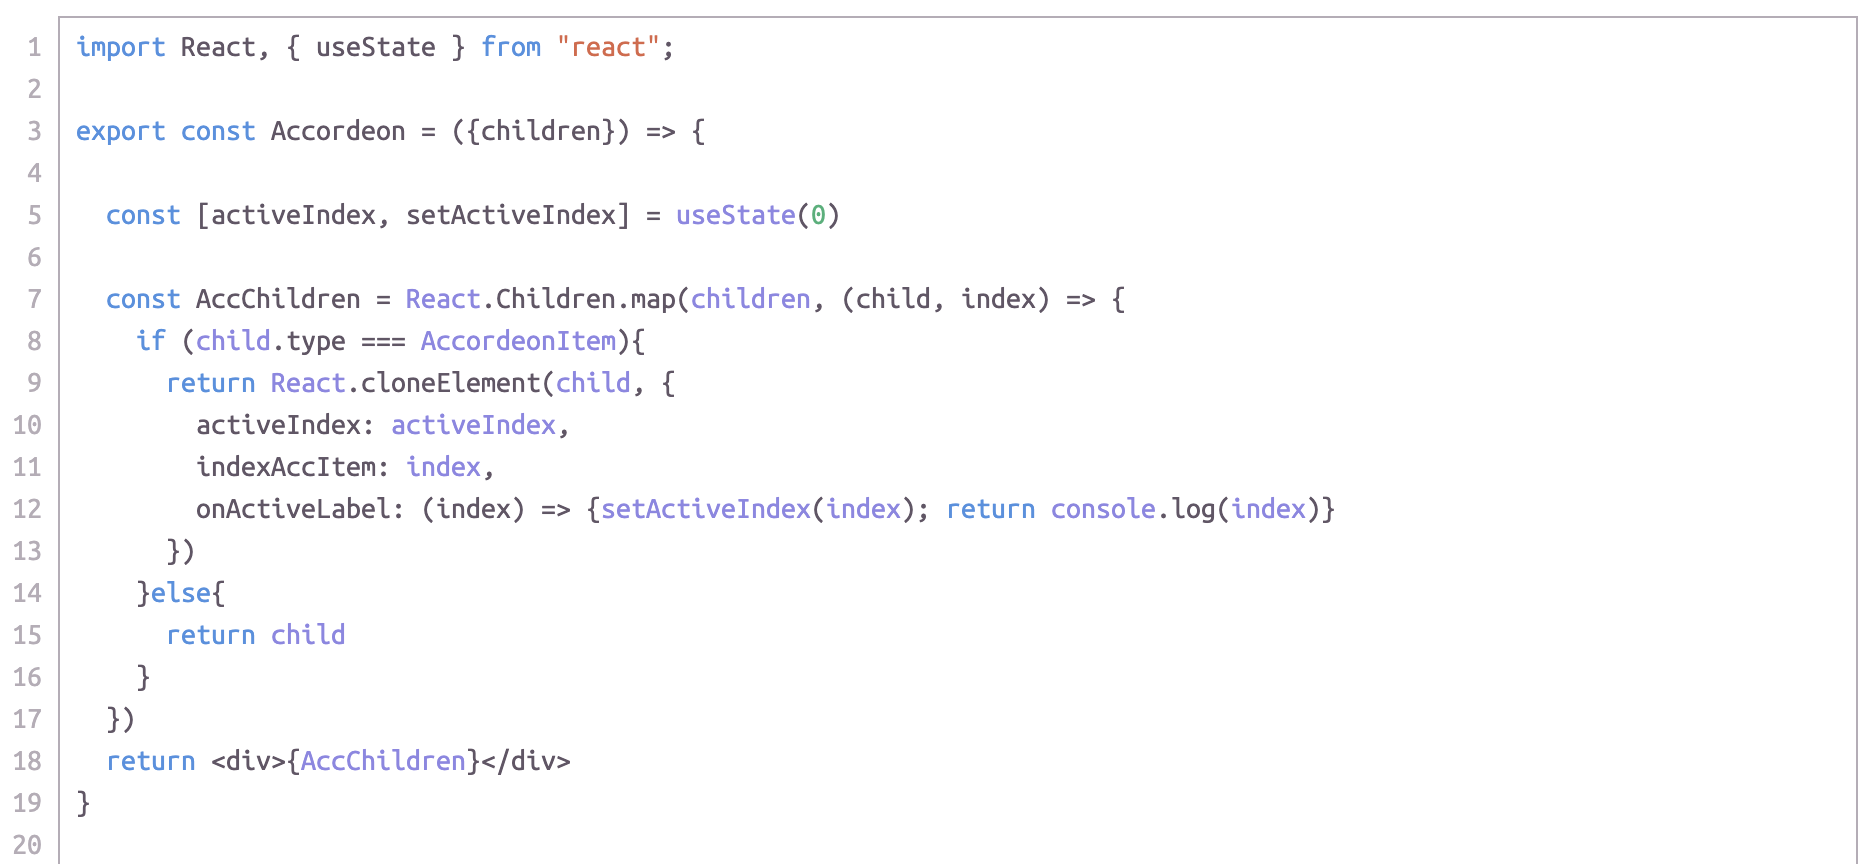 1 import React, { useState } from "react";
2
3 export const Accordeon = ({children}) => {
4
5   const [activeIndex, setActiveIndex] = useState(0)
6
7   const AccChildren = React.Children.map(children, (child, index) => {
8     if (child.type === AccordeonItem){
9       return React.cloneElement(child, {
10         activeIndex: activeIndex,
11         indexAccItem: index,
12         onActiveLabel: (index) => {setActiveIndex(index); return console.log(index)}
13       })
14     }else{
15       return child
16     }
17   })
18   return <div>{AccChildren}</div>
19 }
20